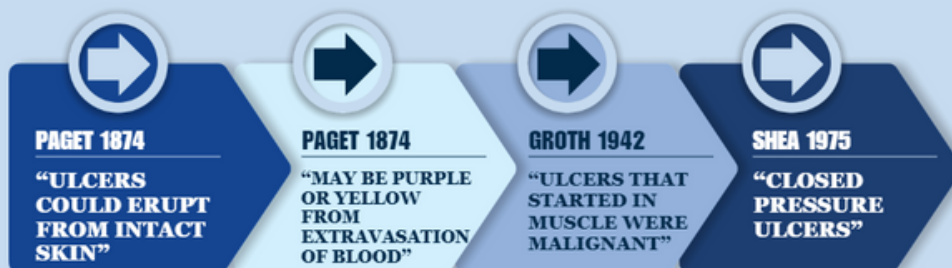 PAGET 1874
“ULCERS
COULD ERUPT
FROM INTACT
SKIN”
PAGET 1874
“MAY BE PURPLE
OR YELLOW
FROM
EXTRAVASATION
OF BLOOD”
GROTH 1942
“ULCERS THAT
STARTED IN
MUSCLE WERE
MALIGNANT”
SHEA 1975
“CLOSED
PRESSURE
ULCERS”